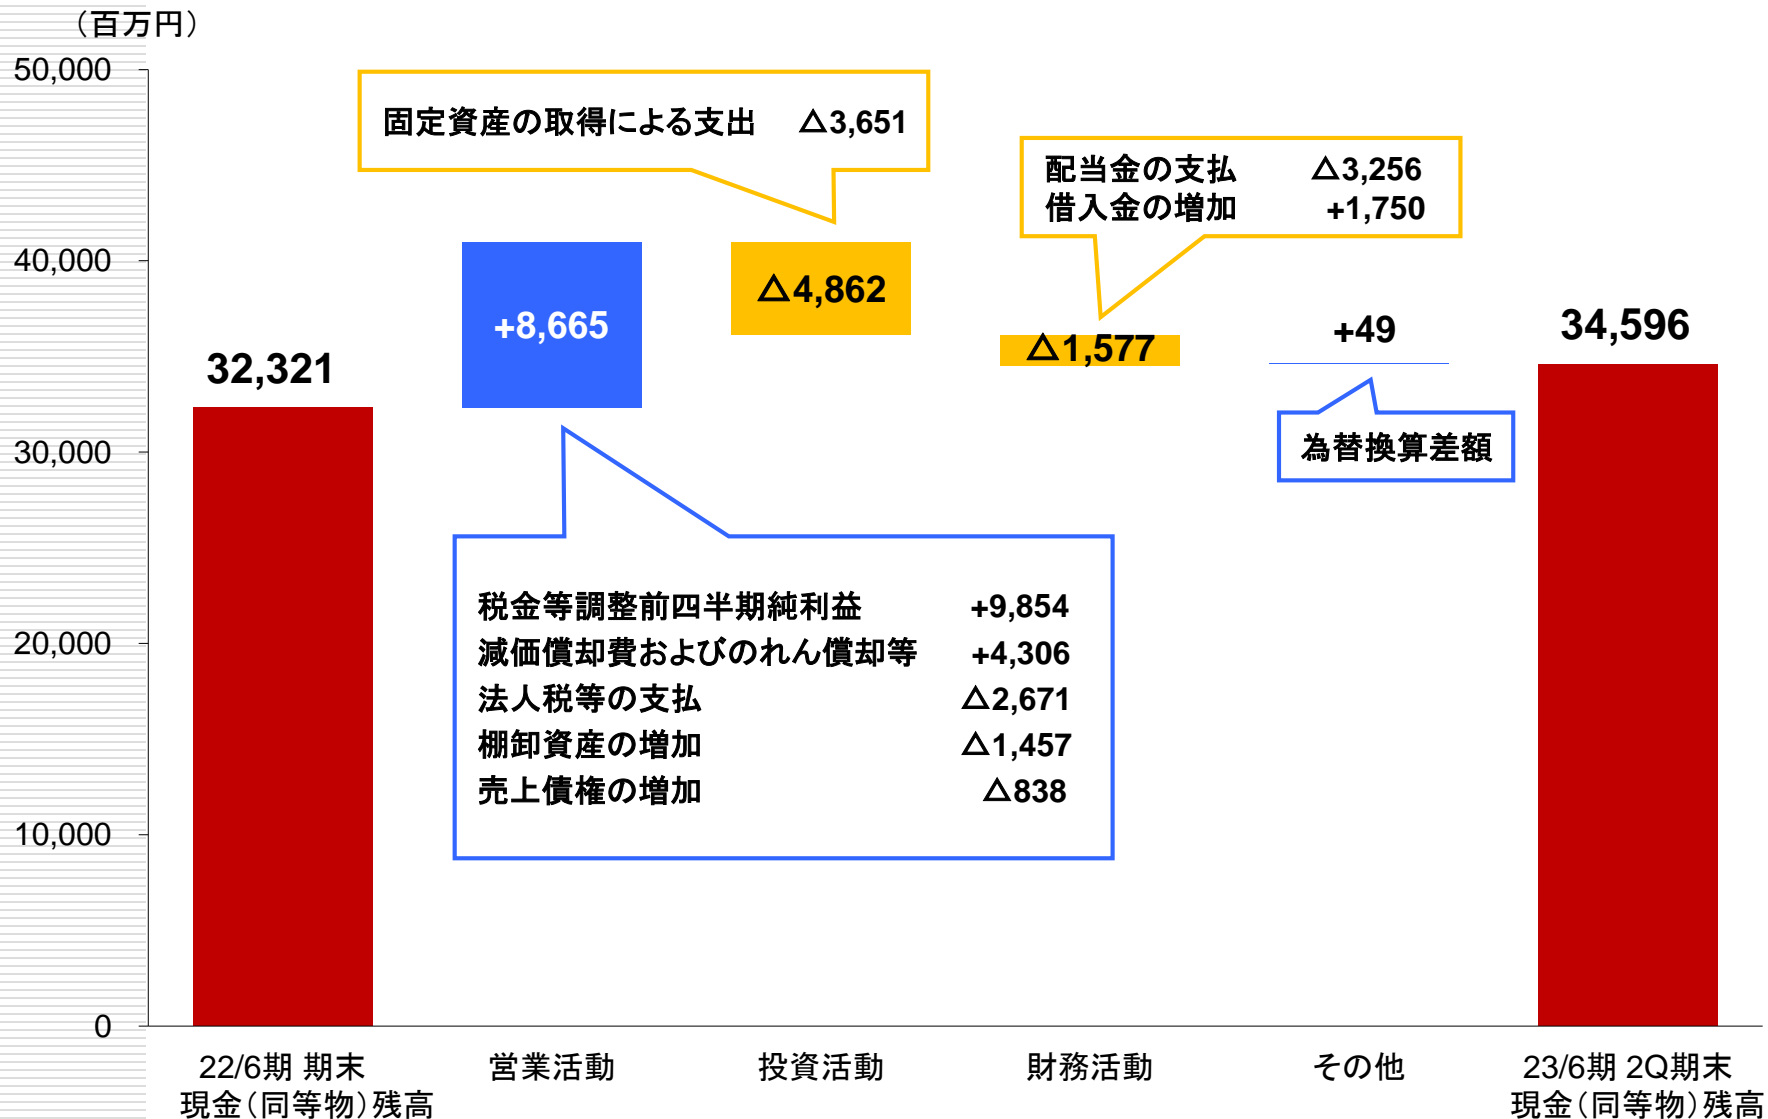 （百万円）
50,000
40,000
30,000
20,000
10,000
0
固定資産の取得による支出 △3,651
配当金の支払 △3,256
借入金の増加 +1,750
32,321
+8,665
△4,862
△1,577
+49
34,596
為替換算差額
税金等調整前四半期純利益 +9,854
減価償却費およびのれん償却等 +4,306
法人税等の支払 △2,671
棚卸資産の増加 △1,457
売上債権の増加 △838
22/6期 期末
現金（同等物）残高
営業活動
投資活動
財務活動
その他
23/6期 2Q期末
現金（同等物）残高